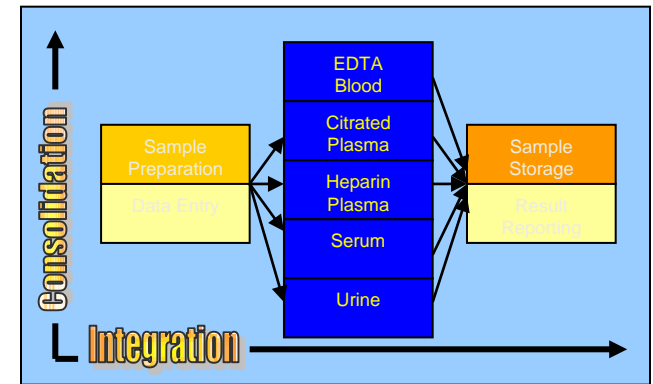 Consolidation
Sample
Preparation
Data Entry
EDTA
Blood
Citrated
Plasma
Heparin
Plasma
Serum
Urine
Sample
Storage
Result
Reporting
Integration